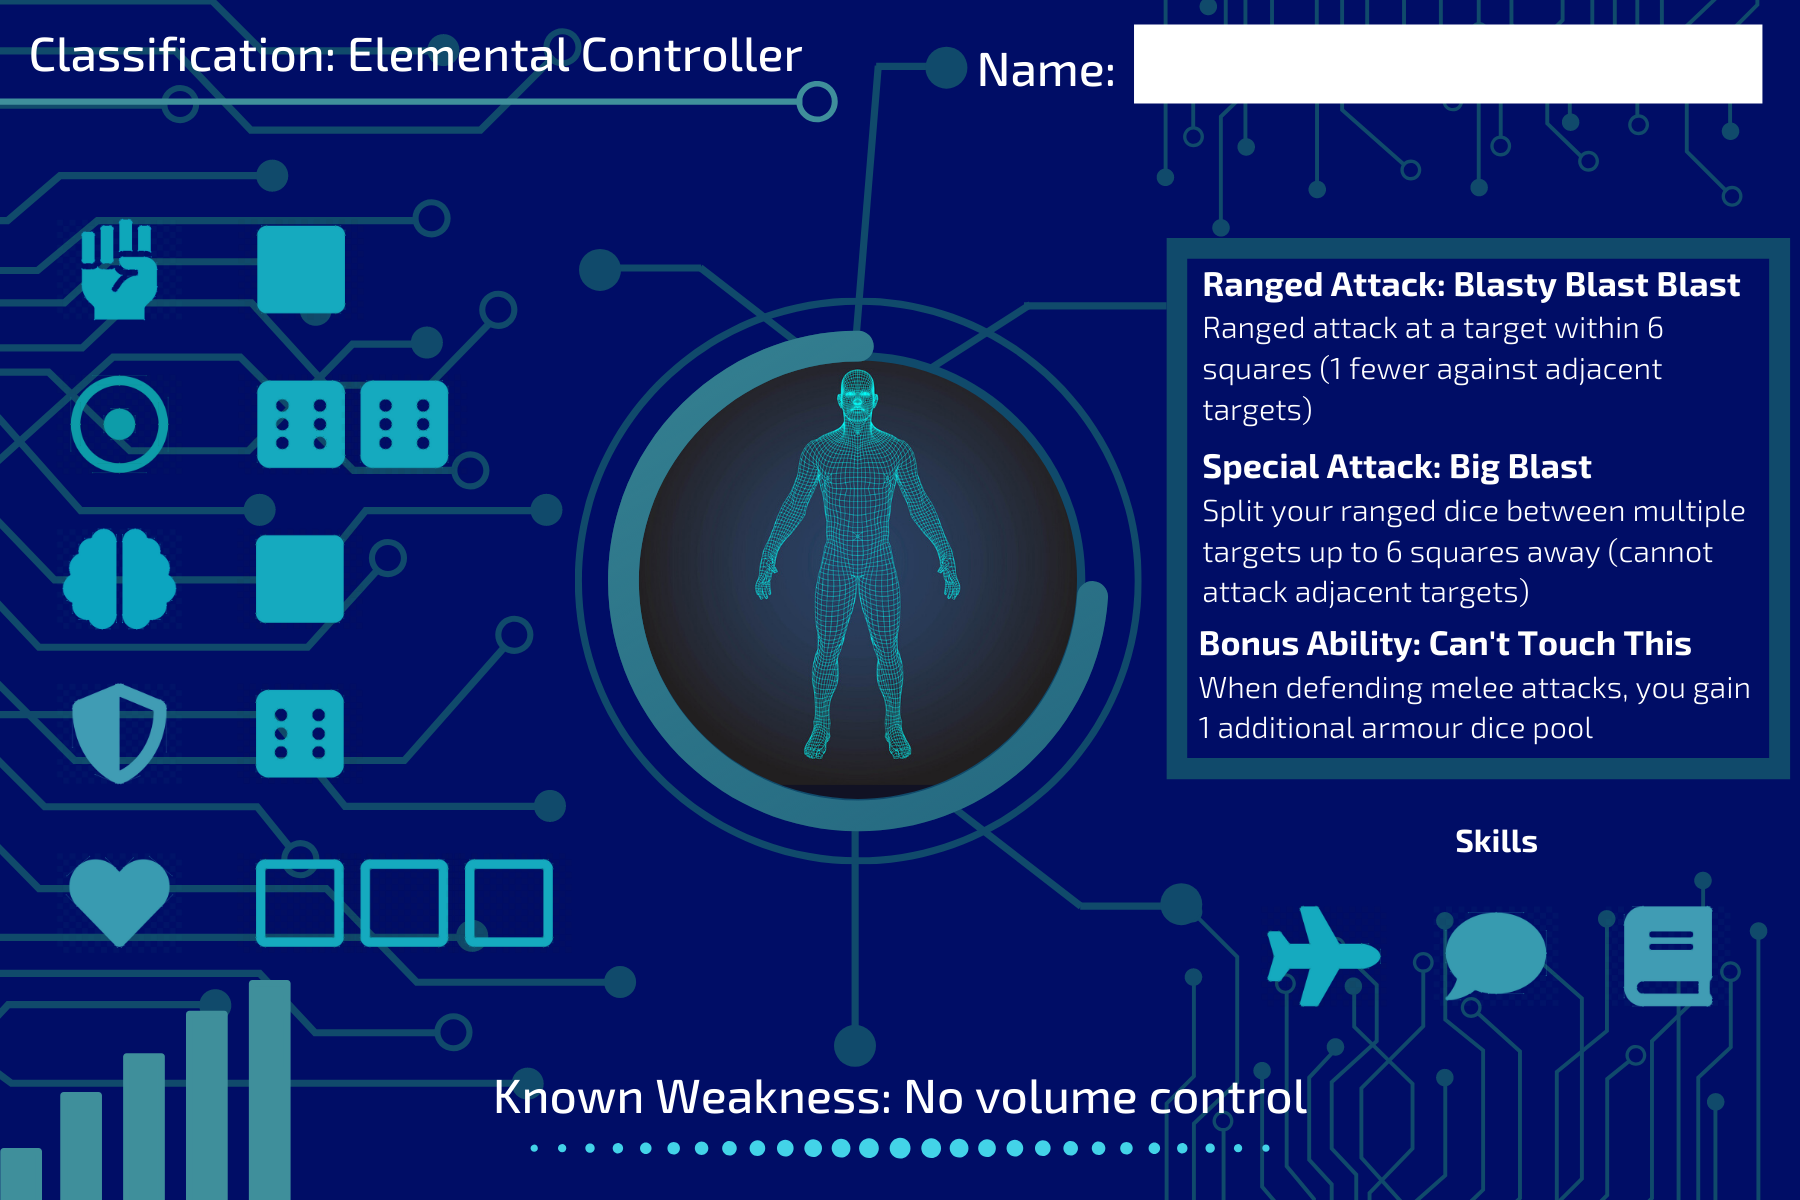 Classification: Elemental Controller
Name:
Ranged Attack: Blasty Blast Blast
Ranged attack at a target within 6
squares (1 fewer against adjacent
targets)
Special Attack: Big Blast
Split your ranged dice between multiple
targets up to 6 squares away (cannot
attack adjacent targets)
Bonus Ability: Can't Touch This
When defending melee attacks, you gain
1 additional armour dice pool
Skills
Known Weakness: No volume control